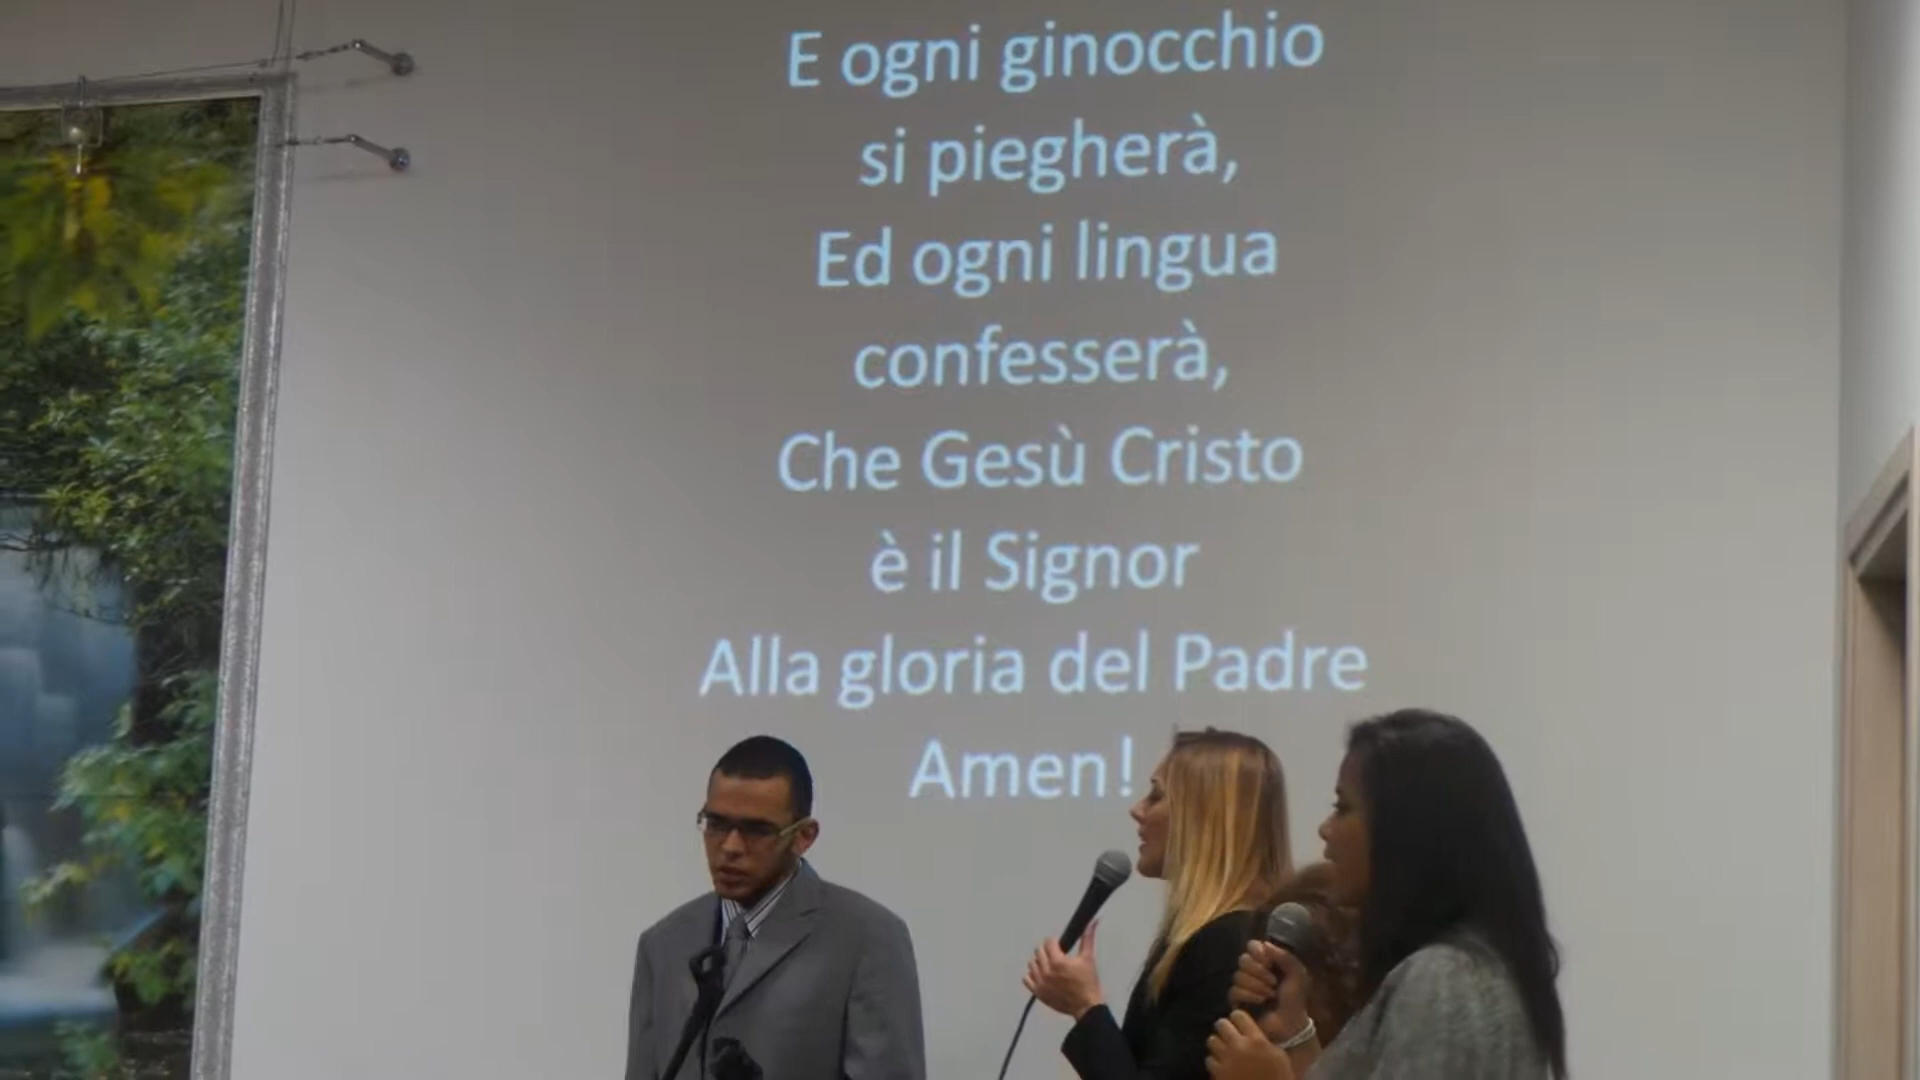 E ogni ginocchio
si piegherà,
Ed ogni lingua
confesserà,
Che Gesù Cristo
è il Signor
Alla gloria del Padre
Amen!